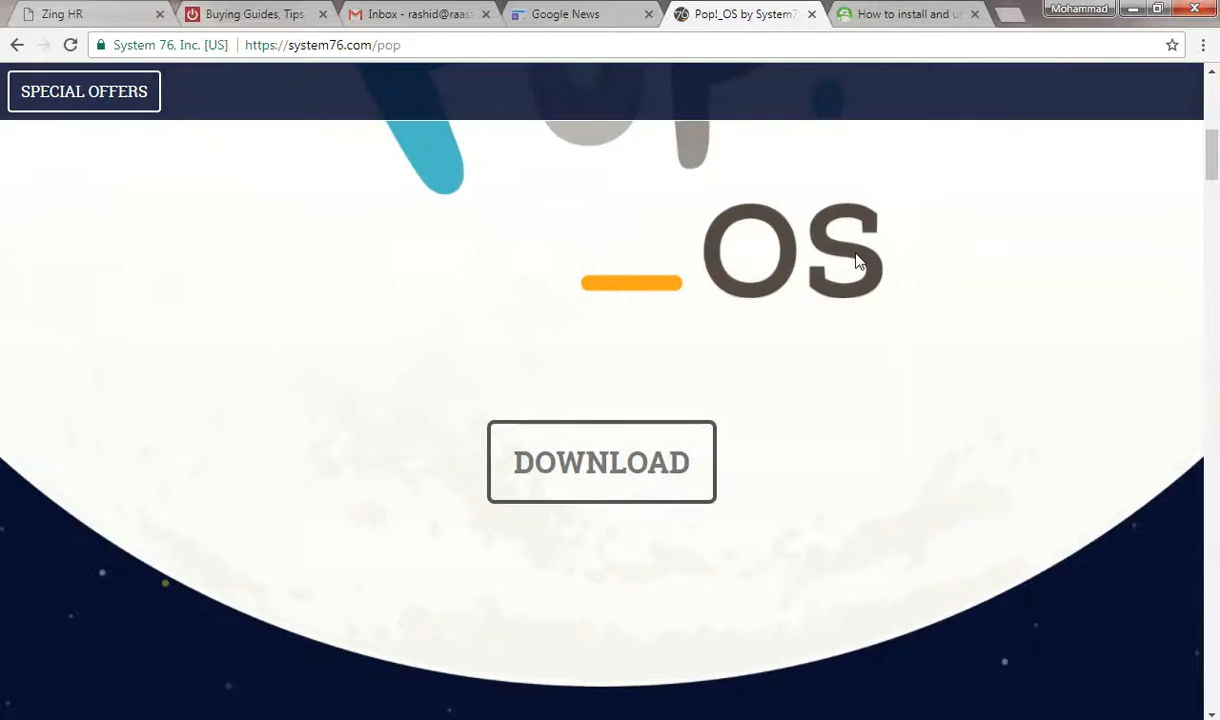 Zing HR
Buying Guides, Tips
Inbox - rashid@raas
Google News
Pop!_OS by System7
How to install and u
Mohammad
System 76, Inc. [US]
https://system76.com/pop
SPECIAL OFFERS
POP!
_OS
DOWNLOAD